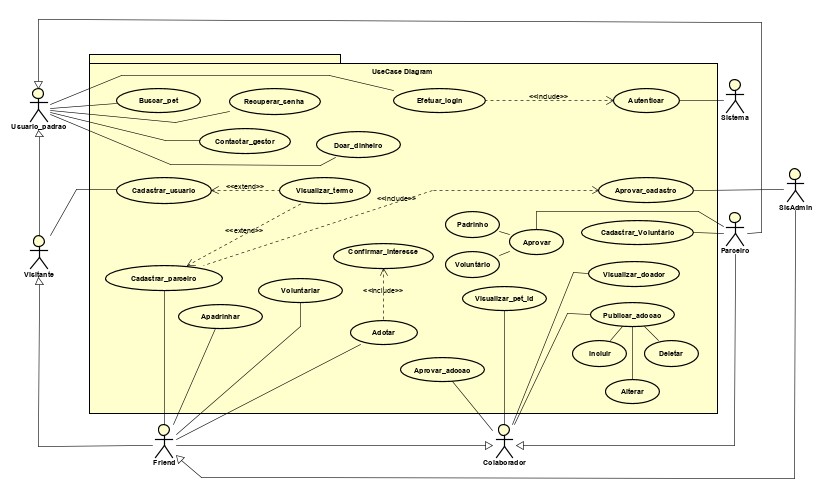 UseCase Diagram
Buscar_pet
Recuperar_senha
Efetuar_login
<<include>>
Autenticar
Usuario_padrao
Sistema
Contactar_gestor
Doar_dinheiro
Cadastrar_usuario
<<extend>>
Visualizar_termo
<<include>>
Aprovar_cadastro
SisAdmin
Padrinho
<<extend>>
Aprovar
Cadastrar_Voluntário
Parceiro
Confirmar_interesse
Voluntário
Visitante
Cadastrar_parceiro
Visualizar_doador
Voluntariar
<<include>>
Visualizar_pet_id
Apadrinhar
Publicar_adocao
Adotar
Incluir
Deletar
Aprovar_adocao
Alterar
Friend
Colaborador